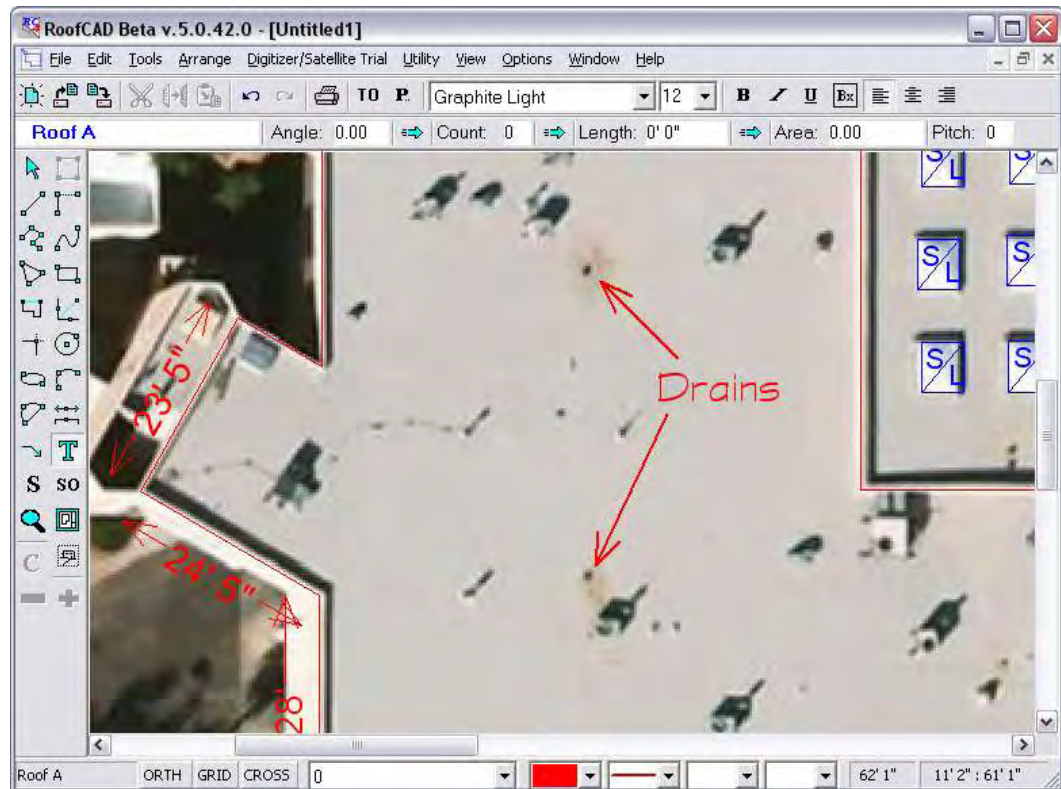 RoofCAD Beta v.5.0.42.0 - [Untitled1]
File Edit Tools Arrange Digitizer/Satellite Trial Utility View Options Window Help
TO P. Graphite Light 12 B I U Bx
Roof A Angle: 0.00 Count: 0 Length: 0' 0" Area: 0.00 Pitch: 0
S L S
S L S
S L S
23' 5"
Drains
T
S SO
24' 5"
C
28'
Roof A ORTH GRID CROSS 0 62' 1" 11' 2" : 61' 1"